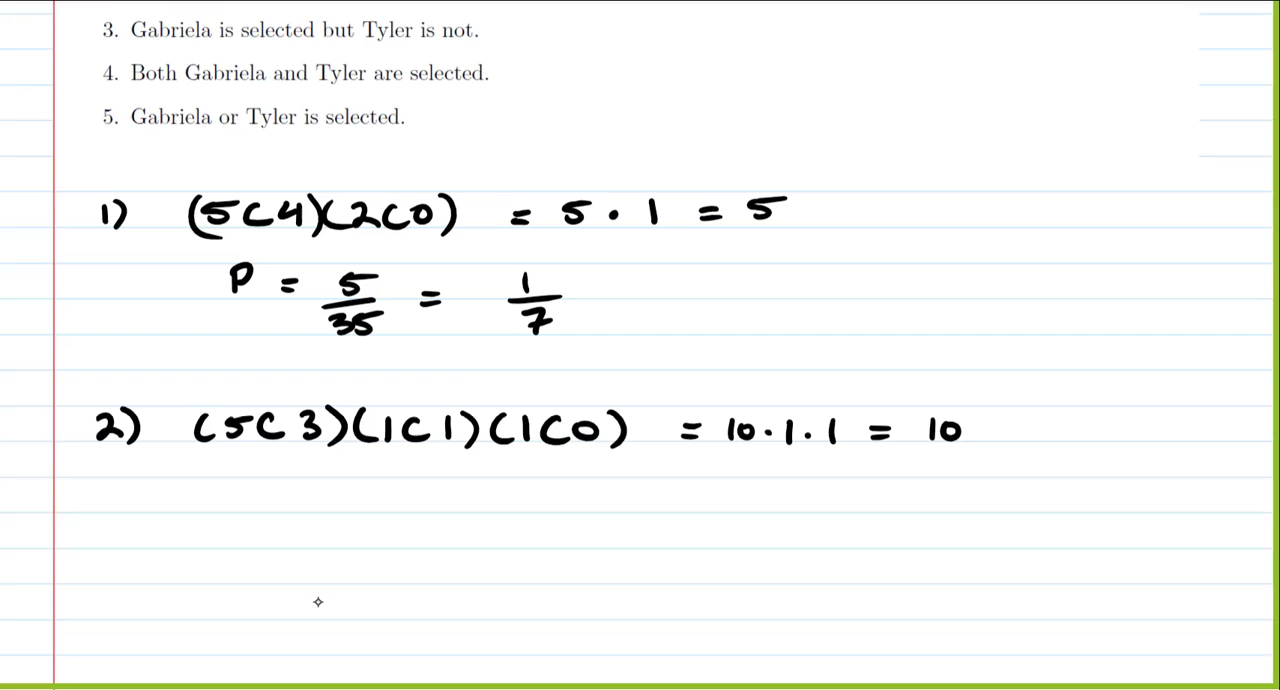 3. Gabriela is selected but Tyler is not.
4. Both Gabriela and Tyler are selected.
5. Gabriela or Tyler is selected.
1) (5C4)(2C0) = 5 · 1 = 5
P = 5/35 = 1/7
2) (5C3)(1C1)(1C0) = 10 · 1 · 1 = 10